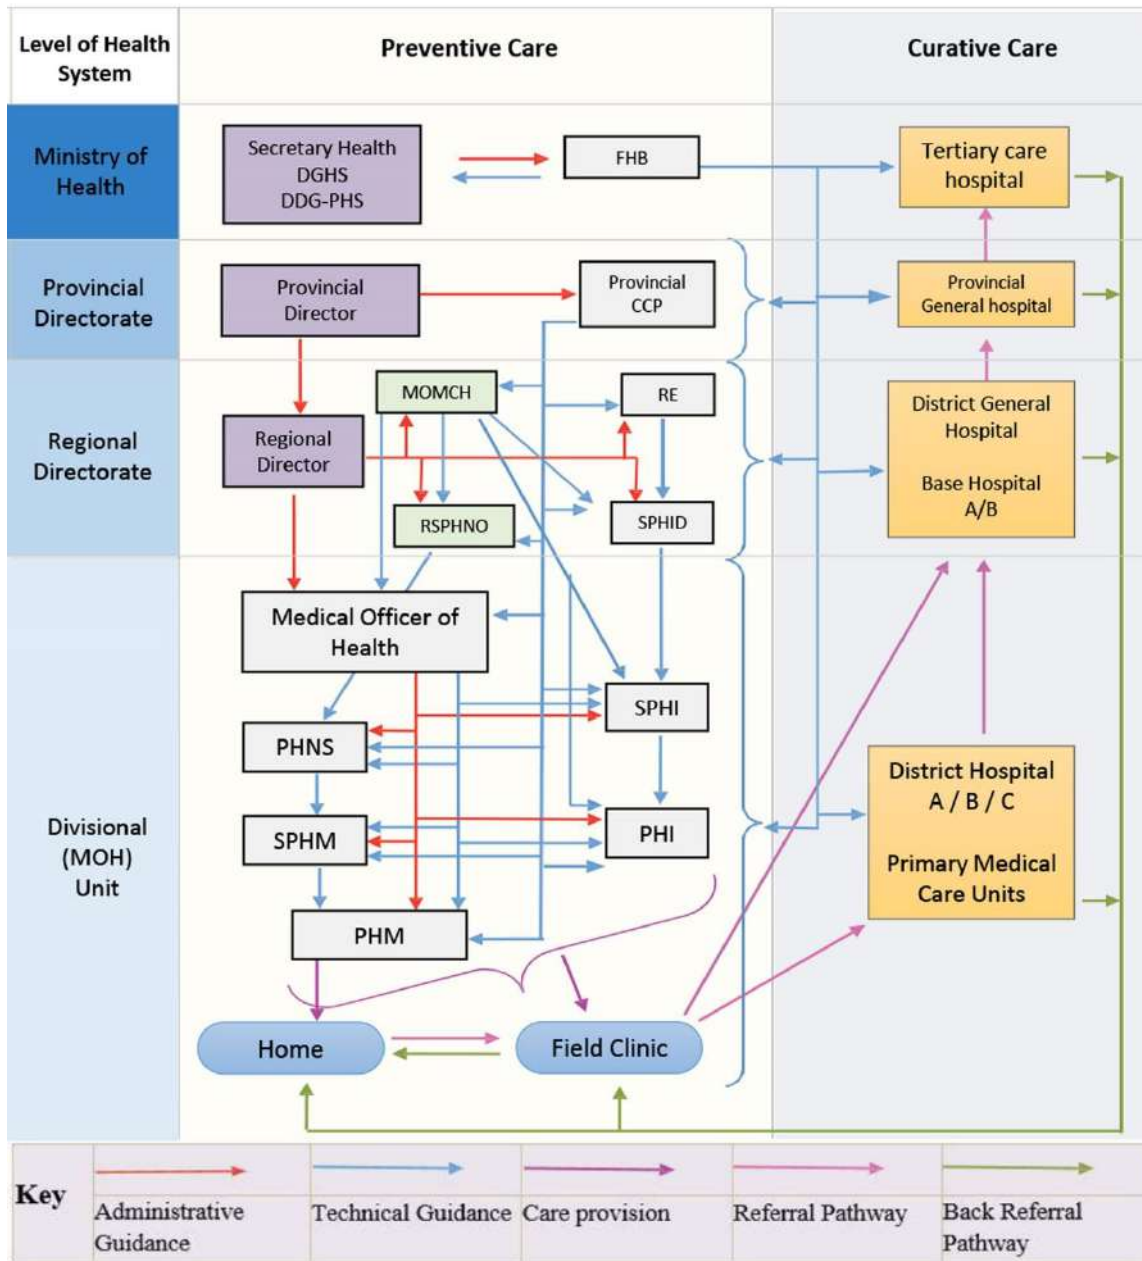 Level of Health
System
Preventive Care
Curative Care
Ministry of
Health
Secretary Health
DGHS
DDG-PHS
FHB
Tertiary care
hospital
Provincial
Directorate
Provincial
Director
Provincial
CCP
Provincial
General hospital
Regional
Directorate
MOMCH
RE
Regional
Director
RSPHNO
SPHID
District General
Hospital
Base Hospital
A/B
Divisional
(MOH)
Unit
Medical Officer of
Health
SPHI
PHNS
SPHM
PHI
PHM
District Hospital
A / B / C
Primary Medical
Care Units
Home
Field Clinic
Key
Administrative
Guidance
Technical Guidance
Care provision
Referral Pathway
Back Referral
Pathway